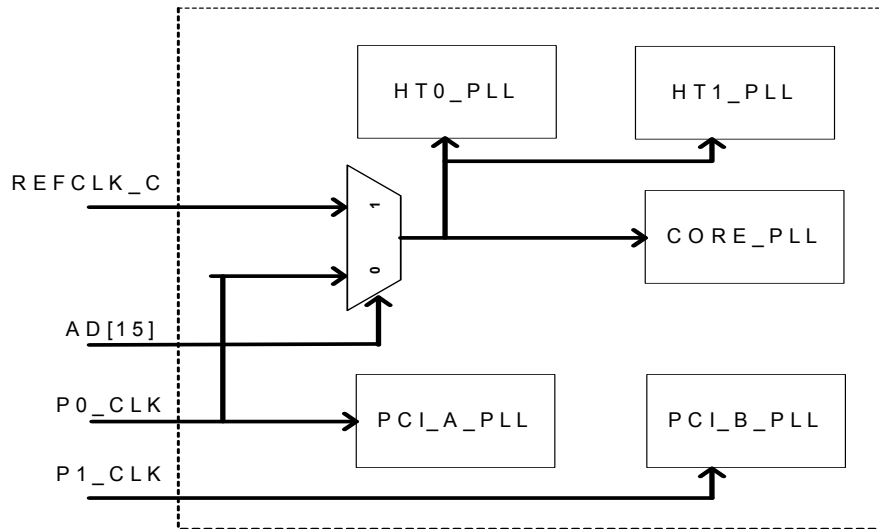 HT0_PLL
HT1_PLL
REFCLK_C
1
CORE_PLL
0
AD[15]
P0_CLK
PCI_A_PLL
PCI_B_PLL
P1_CLK